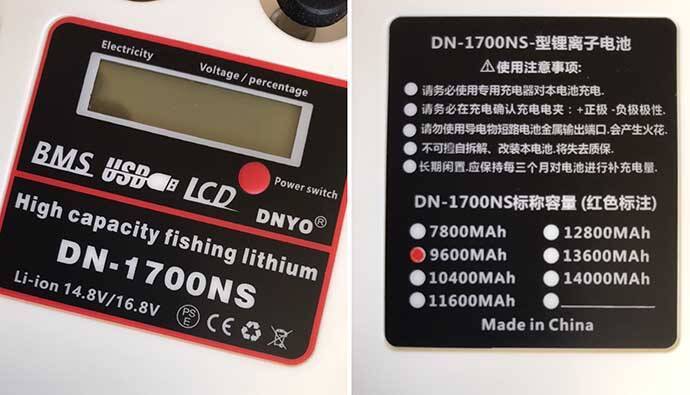 Electricity
Voltage / percentage
BMS USB LCD
Power switch
DNYO®
High capacity fishing lithium
DN-1700NS
Li-ion 14.8V/16.8V
PSE CE
DN-1700NS-型锂离子电池
⚠使用注意事项:
请务必使用专用充电器对本电池充电.
请务必在充电确认充电电夹：+正极 -负极极性.
请勿使用导电物短路电池金属输出端口.会产生火花.
不可擅自拆解、改装本电池.将失去质保.
长期闲置.应保持每三个月对电池进行补充电量.
DN-1700NS标称容量 (红色标注)
7800MAh 12800MAh
9600MAh 13600MAh
10400MAh 14000MAh
11600MAh
Made in China